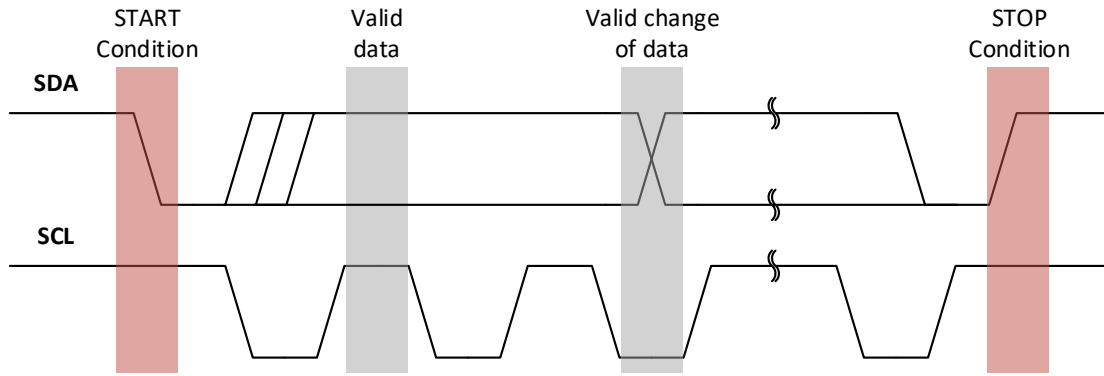 START
Condition
Valid
data
Valid change
of data
STOP
Condition
SDA
SCL